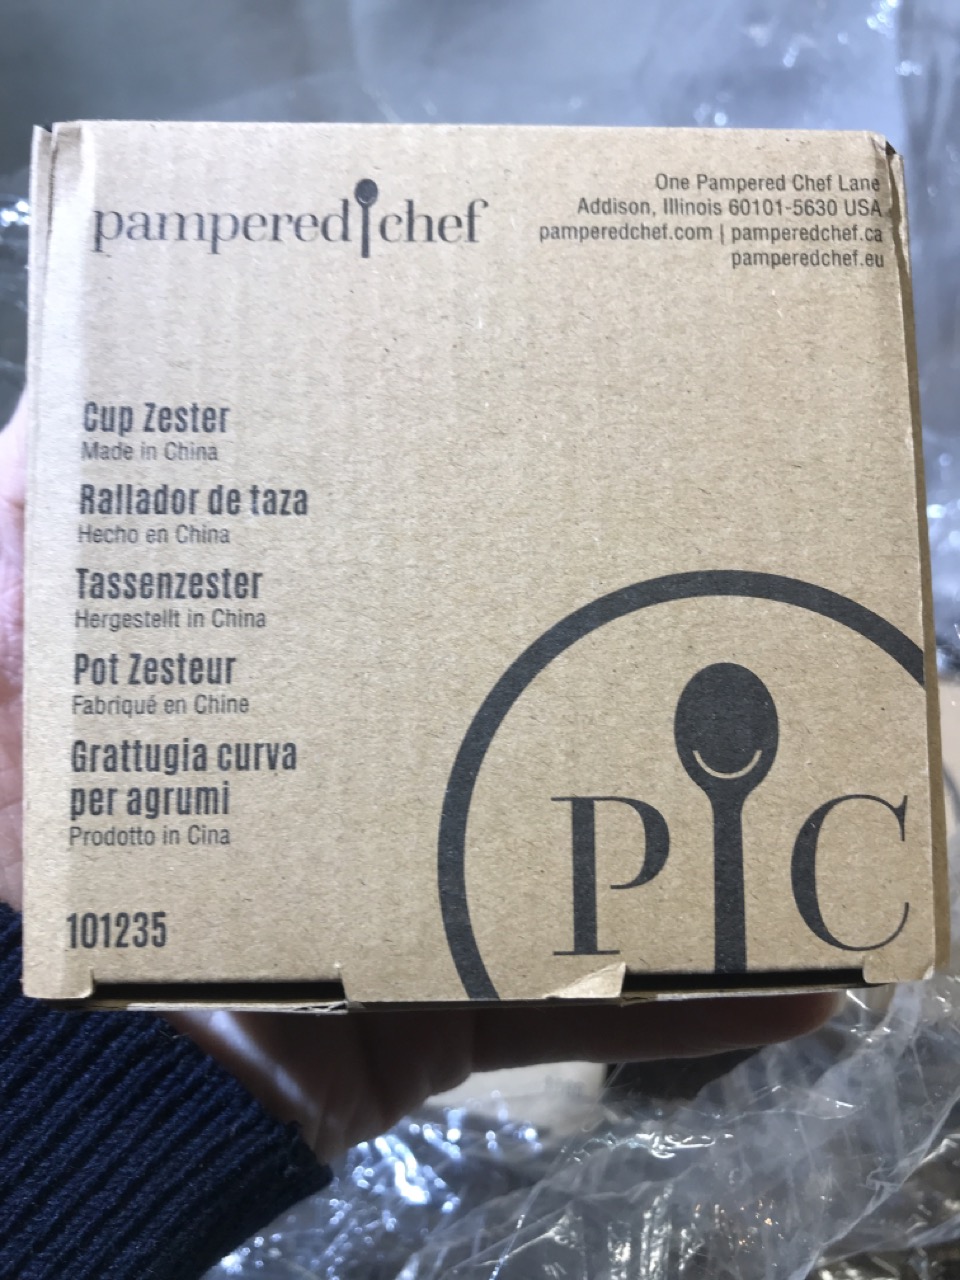 pampered chef
One Pampered Chef Lane
Addison, Illinois 60101-5630 USA
pamperedchef.com | pamperedchef.ca
pamperedchef.eu
Cup Zester
Made in China
Rallador de taza
Hecho en China
Tassenzester
Hergestellt in China
Pot Zesteur
Fabriqué en Chine
Grattugia curva
per agrumi
Prodotto in Cina
101235
P C